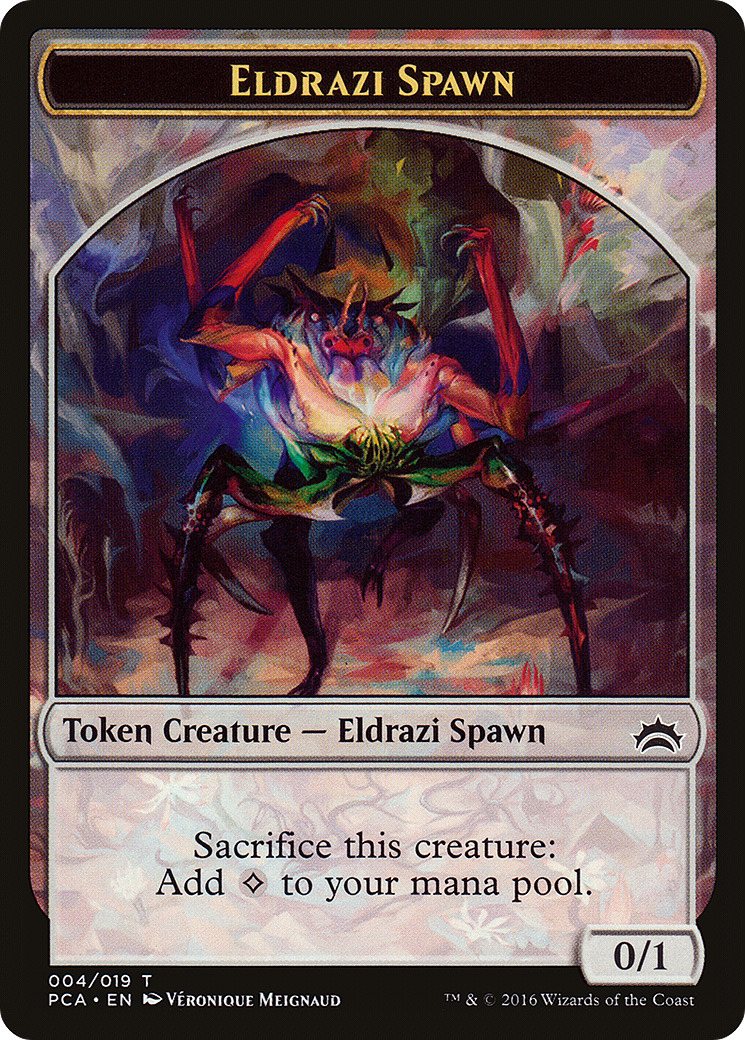 Eldrazi Spawn
Token Creature — Eldrazi Spawn
Sacrifice this creature:
Add to your mana pool.
0/1
004/019 T
PCA • EN Véronique Meignaud
™ & © 2016 Wizards of the Coast